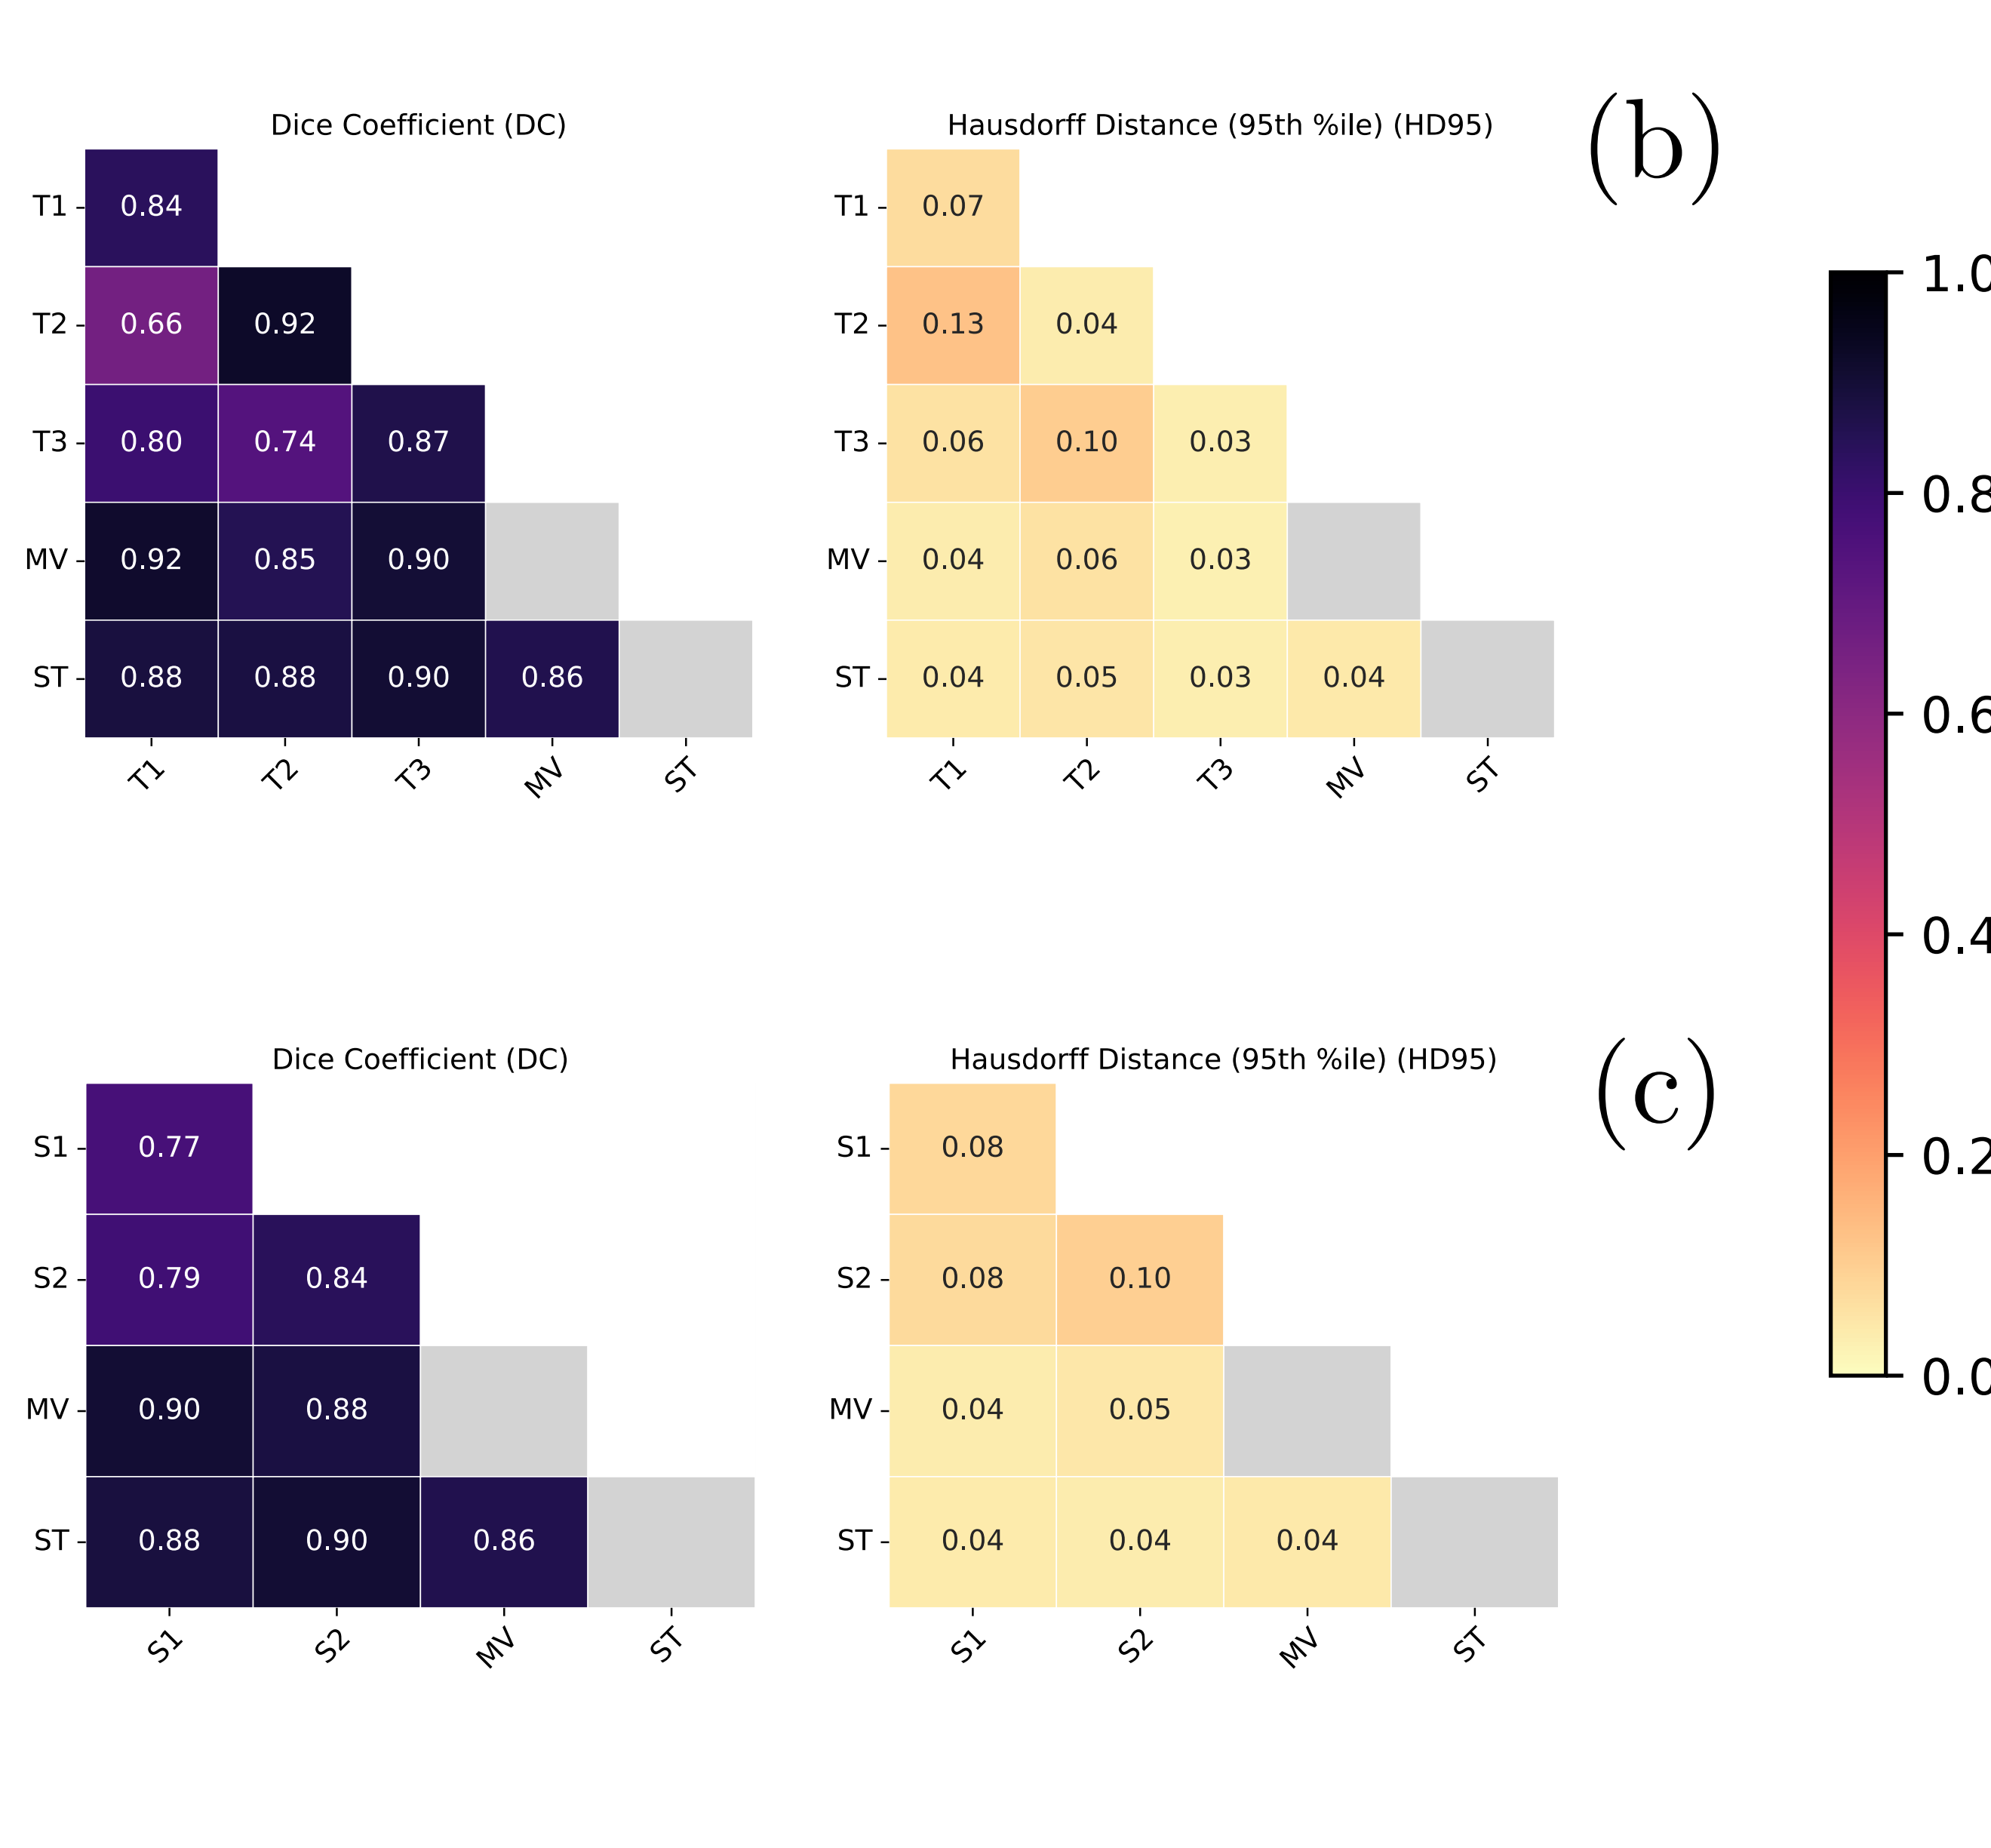 (b)
Dice Coefficient (DC)
T1 0.84
T2 0.66 0.92
T3 0.80 0.74 0.87
MV 0.92 0.85 0.90
ST 0.88 0.88 0.90 0.86
T1 T2 T3 MV ST
Hausdorff Distance (95th %ile) (HD95)
T1 0.07
T2 0.13 0.04
T3 0.06 0.10 0.03
MV 0.04 0.06 0.03
ST 0.04 0.05 0.03 0.04
T1 T2 T3 MV ST
(c)
Dice Coefficient (DC)
S1 0.77
S2 0.79 0.84
MV 0.90 0.88
ST 0.88 0.90 0.86
S1 S2 MV ST
Hausdorff Distance (95th %ile) (HD95)
S1 0.08
S2 0.08 0.10
MV 0.04 0.05
ST 0.04 0.04 0.04
S1 S2 MV ST
1.0
0.8
0.6
0.4
0.2
0.0